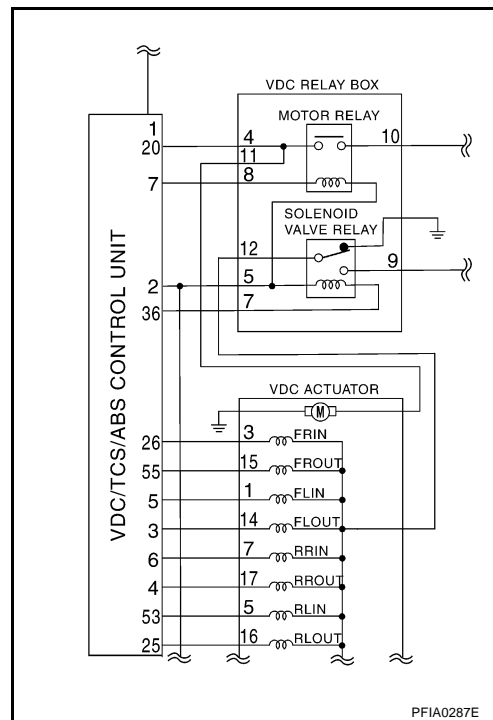 VDC RELAY BOX
MOTOR RELAY
1
20 4 10
11
7 8
SOLENOID
VALVE RELAY
12
9
2 5
36 7
VDC/TCS/ABS CONTROL UNIT
VDC ACTUATOR
M
26 3 FRIN
55 15 FROUT
5 1 FLIN
3 14 FLOUT
6 7 RRIN
4 17 RROUT
53 5 RLIN
25 16 RLOUT
PFIA0287E